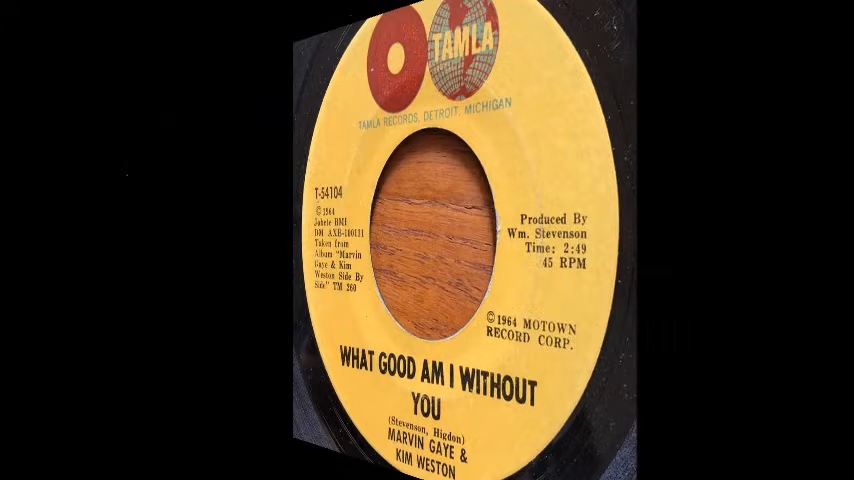 TAMLA
TAMLA RECORDS, DETROIT, MICHIGAN
T-54104
© 1964
Jobete BMI
DM AXE-100111
Taken from
Album "Marvin
Gaye & Kim
Weston Side By
Side" TM 260
Produced By
Wm. Stevenson
Time: 2:49
45 RPM
© 1964 MOTOWN
RECORD CORP.
WHAT GOOD AM I WITHOUT
YOU
(Stevenson, Higdon)
MARVIN GAYE &
KIM WESTON